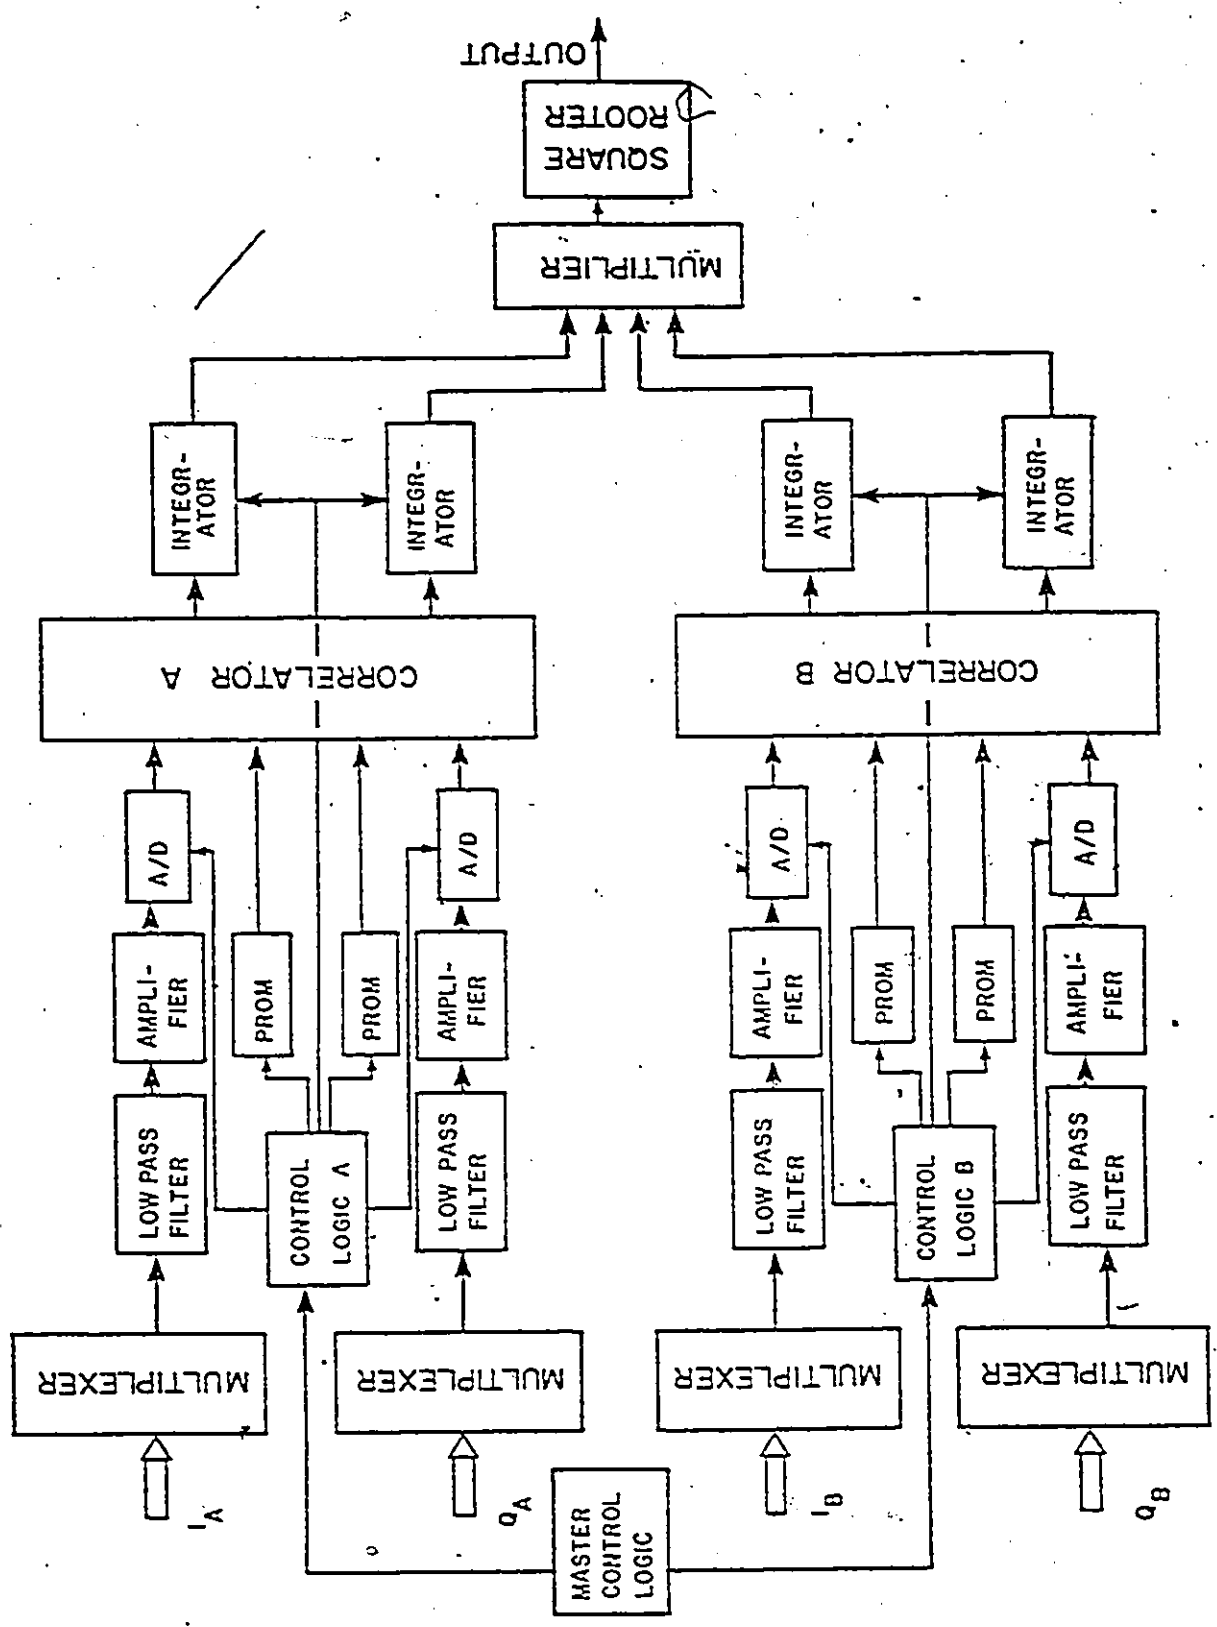 OUTPUT
SQUARE
ROOTER
MULTIPLIER
INTEGR-
ATOR
INTEGR-
ATOR
INTEGR-
ATOR
INTEGR-
ATOR
CORRELATOR A
CORRELATOR B
A/D
A/D
A/D
A/D
AMPLI-
FIER
PROM
PROM
AMPLI-
FIER
AMPLI-
FIER
PROM
PROM
AMPLI-
FIER
LOW PASS
FILTER
CONTROL
LOGIC A
LOW PASS
FILTER
LOW PASS
FILTER
CONTROL
LOGIC B
LOW PASS
FILTER
MULTIPLEXER
MULTIPLEXER
MULTIPLEXER
MULTIPLEXER
I_A
Q_A
I_B
Q_B
MASTER
CONTROL
LOGIC